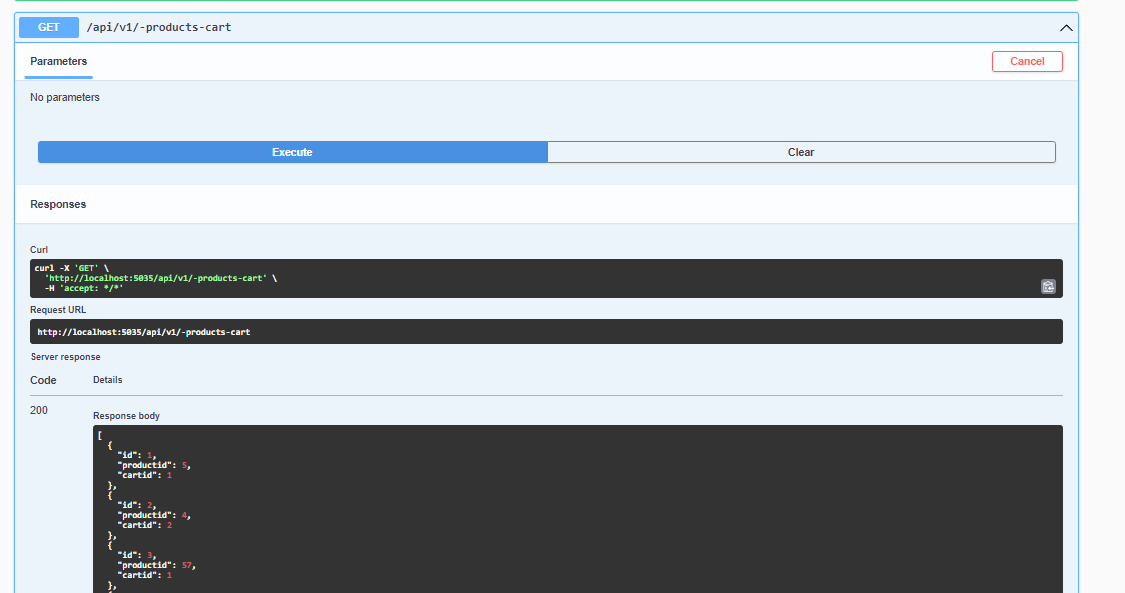 GET /api/v1/-products-cart
Parameters
Cancel
No parameters
Execute
Clear
Responses
Curl
curl -X 'GET' \
  'http://localhost:5035/api/v1/-products-cart' \
  -H 'accept: */*'
Request URL
http://localhost:5035/api/v1/-products-cart
Server response
Code Details
200
Response body
[
  {
    "id": 1,
    "productid": 5,
    "cartid": 1
  },
  {
    "id": 2,
    "productid": 4,
    "cartid": 2
  },
  {
    "id": 3,
    "productid": 57,
    "cartid": 1
  },